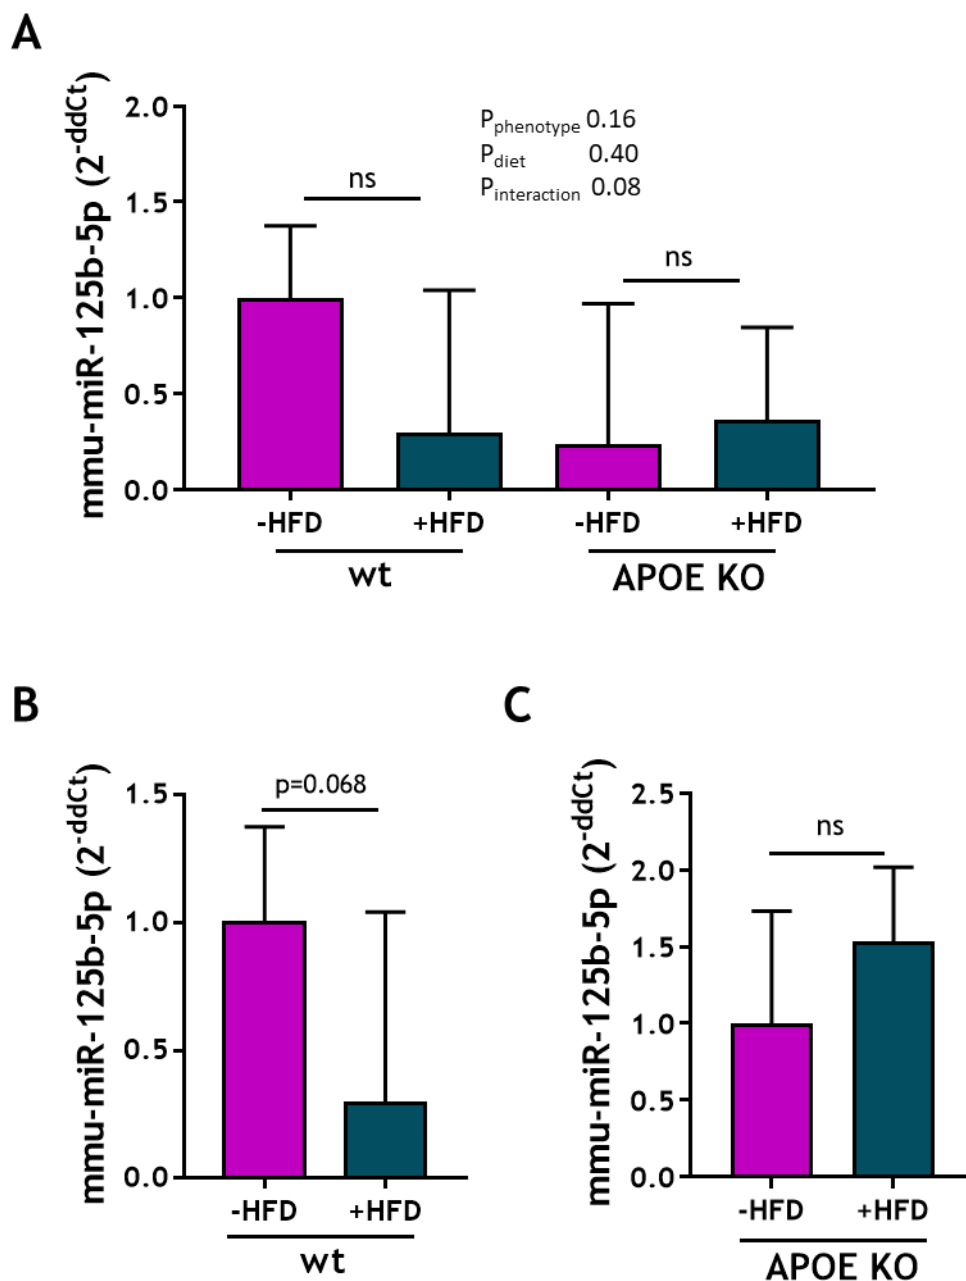 A
mmu-miR-125b-5p (2-ddCt)
2.0
1.5
1.0
0.5
0.0
ns
Pphenotype 0.16
Pdiet 0.40
Pinteraction 0.08
ns
-HFD +HFD -HFD +HFD
wt APOE KO
B
mmu-miR-125b-5p (2-ddCt)
1.5
1.0
0.5
0.0
p=0.068
-HFD +HFD
wt
C
mmu-miR-125b-5p (2-ddCt)
2.5
2.0
1.5
1.0
0.5
0.0
ns
-HFD +HFD
APOE KO